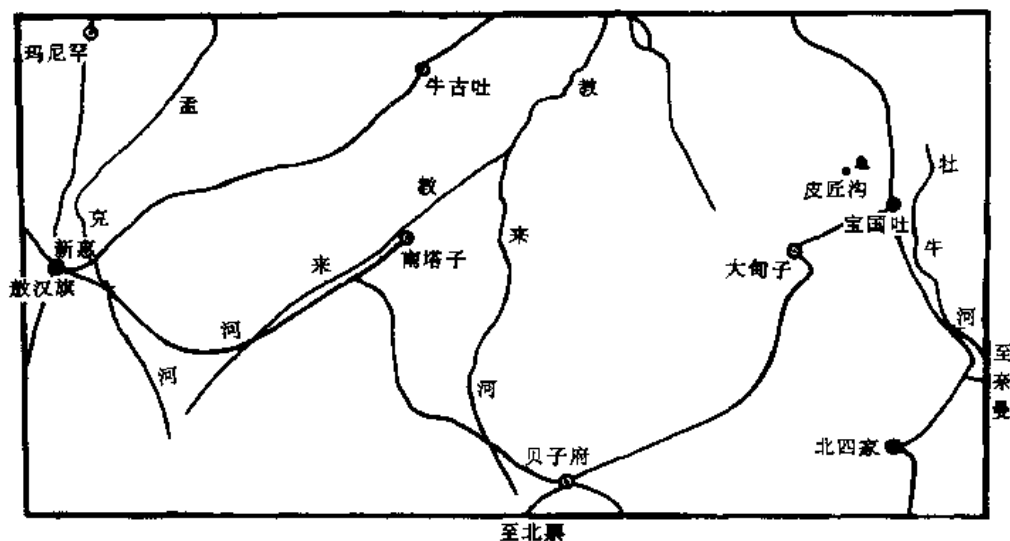 玛尼罕
孟
克
河
牛古吐
教
来
河
教
来
河
皮匠沟
宝国吐
牡
牛
河
新惠
敖汉旗
南塔子
大甸子
至
奈
曼
贝子府
北四家
至北票